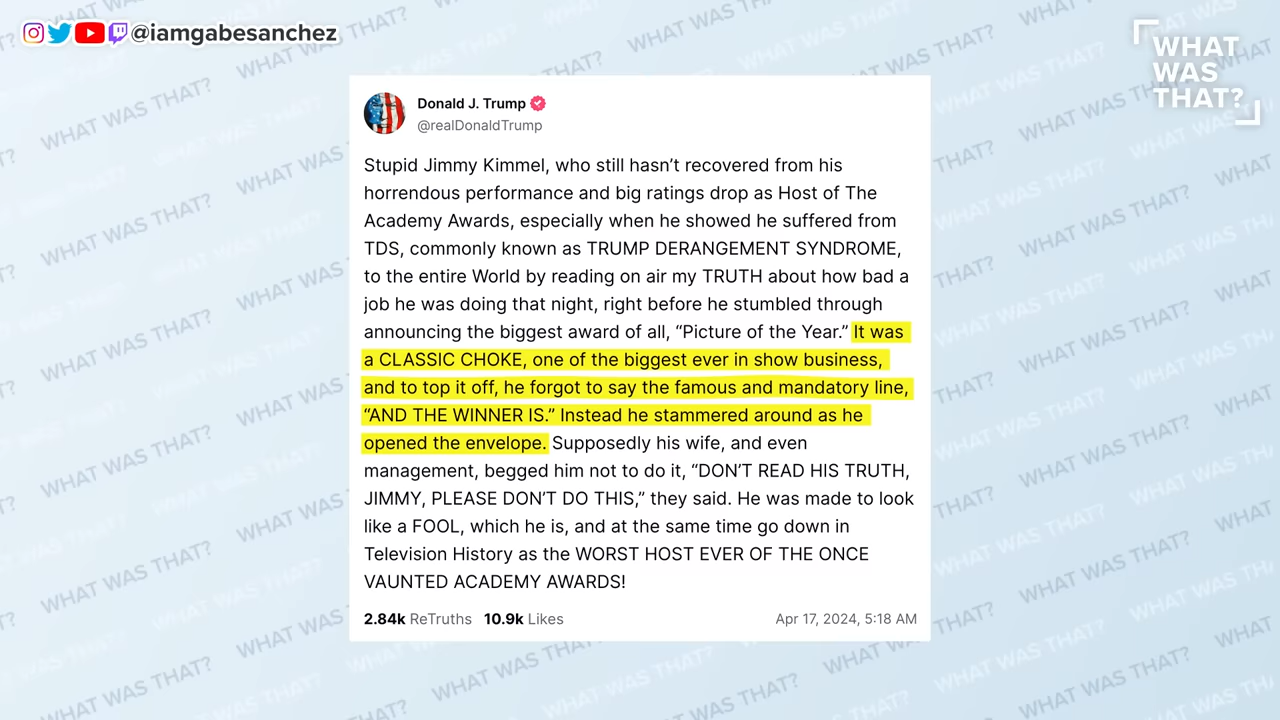 @iamgabesanchez
WHAT
WAS
THAT?
Donald J. Trump
@realDonaldTrump
Stupid Jimmy Kimmel, who still hasn’t recovered from his
horrendous performance and big ratings drop as Host of The
Academy Awards, especially when he showed he suffered from
TDS, commonly known as TRUMP DERANGEMENT SYNDROME,
to the entire World by reading on air my TRUTH about how bad a
job he was doing that night, right before he stumbled through
announcing the biggest award of all, “Picture of the Year.” It was
a CLASSIC CHOKE, one of the biggest ever in show business,
and to top it off, he forgot to say the famous and mandatory line,
“AND THE WINNER IS.” Instead he stammered around as he
opened the envelope. Supposedly his wife, and even
management, begged him not to do it, “DON’T READ HIS TRUTH,
JIMMY, PLEASE DON’T DO THIS,” they said. He was made to look
like a FOOL, which he is, and at the same time go down in
Television History as the WORST HOST EVER OF THE ONCE
VAUNTED ACADEMY AWARDS!
2.84k ReTruths 10.9k Likes Apr 17, 2024, 5:18 AM